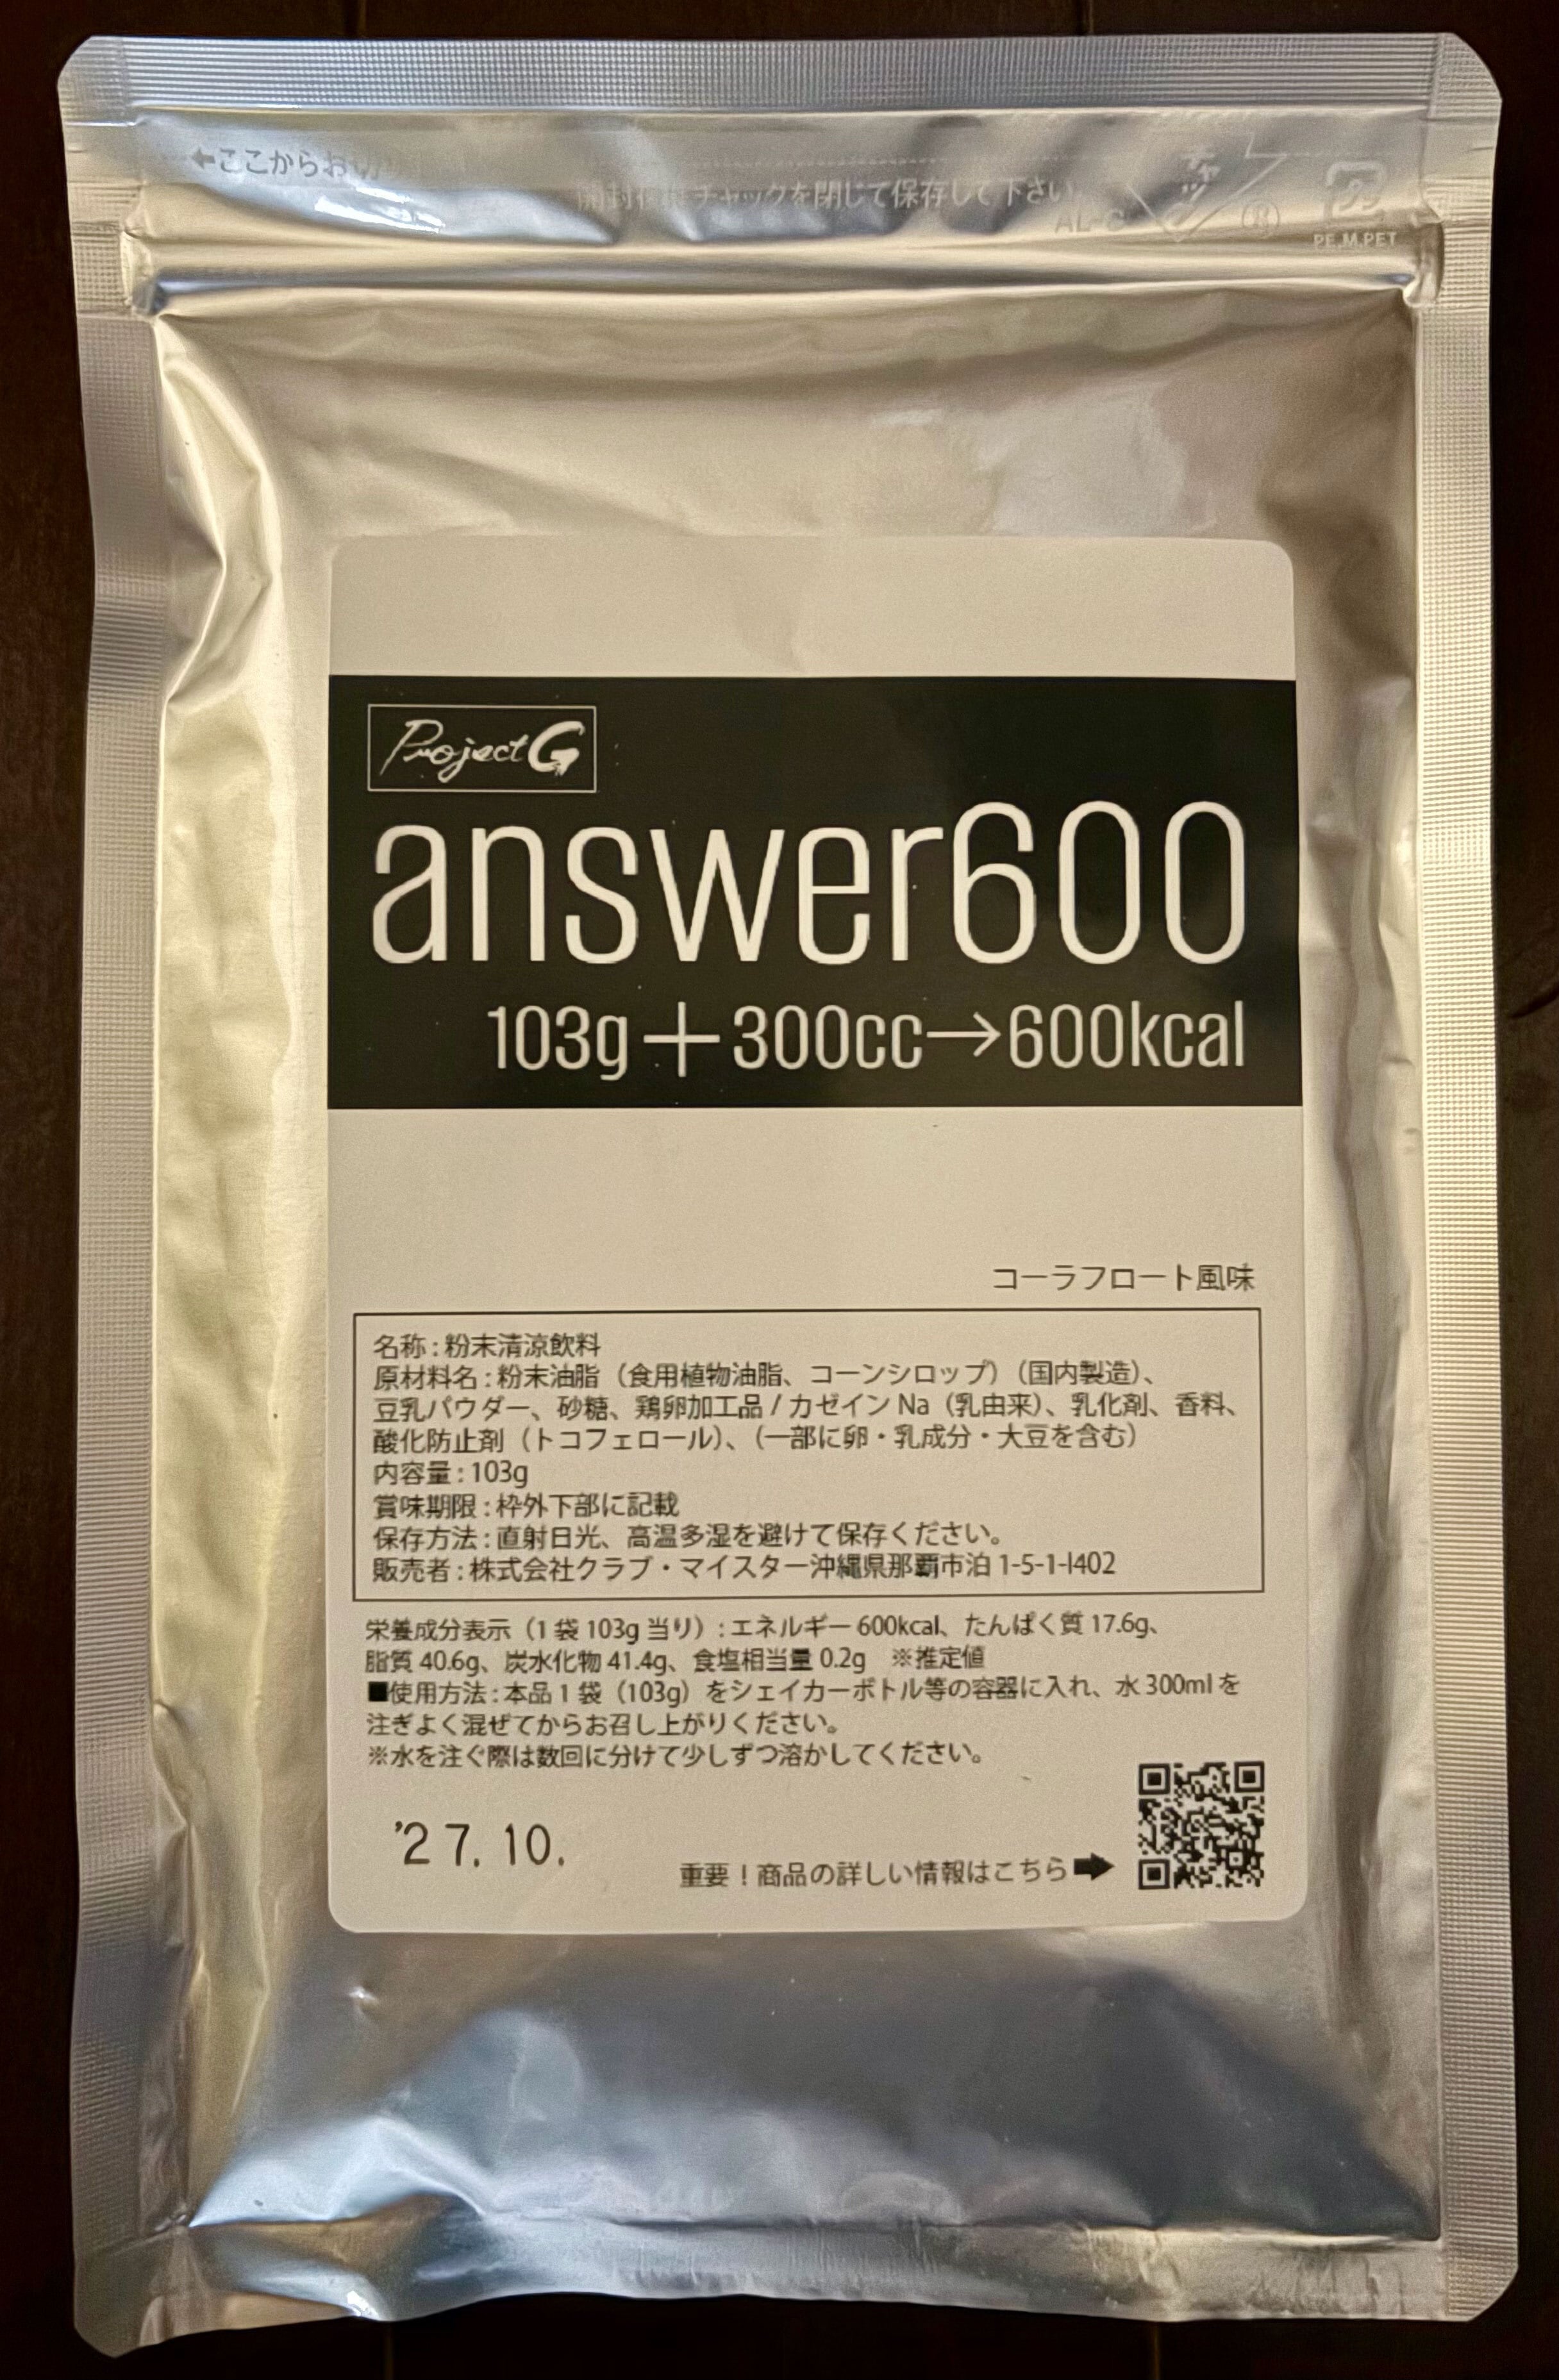 ←ここからお切り
開封後はチャックを閉じて保存して下さい
チャック
PE,M,PET
Project G
answer600
103g+300cc→600kcal
コーラフロート風味
名称:粉末清涼飲料
原材料名:粉末油脂(食用植物油脂、コーンシロップ)(国内製造)、
豆乳パウダー、砂糖、鶏卵加工品/カゼインNa(乳由来)、乳化剤、香料、
酸化防止剤(トコフェロール)、(一部に卵・乳成分・大豆を含む)
内容量:103g
賞味期限:枠外下部に記載
保存方法:直射日光、高温多湿を避けて保存ください。
販売者:株式会社クラブ・マイスター沖縄県那覇市泊1-5-1-I402
栄養成分表示(1袋103g当り):エネルギー600kcal、たんぱく質17.6g、
脂質40.6g、炭水化物41.4g、食塩相当量0.2g ※推定値
■使用方法:本品1袋(103g)をシェイカーボトル等の容器に入れ、水300mlを
注ぎよく混ぜてからお召し上がりください。
※水を注ぐ際は数回に分けて少しずつ溶かしてください。
'27.10.
重要！商品の詳しい情報はこちら➡